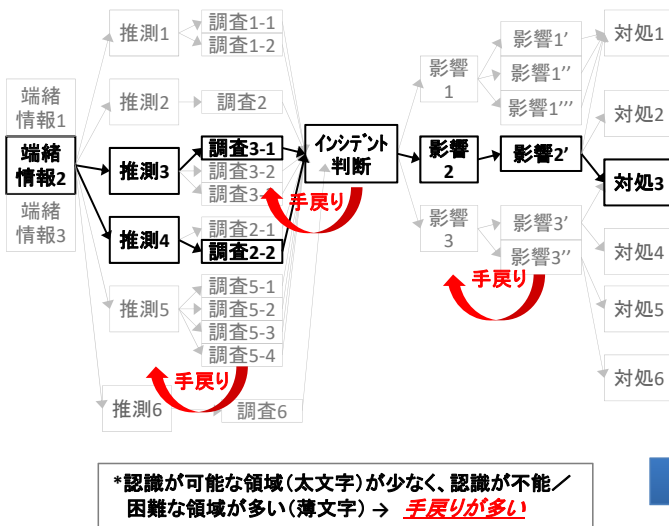 端緒
情報1
端緒
情報2
端緒
情報3
推測1
推測2
推測3
推測4
推測5
推測6
調査1-1
調査1-2
調査2
調査3-1
調査3-2
調査3-
調査2-1
調査2-2
調査5-1
調査5-2
調査5-3
調査5-4
調査6
手戻り
手戻り
インシデント
判断
影響
1
影響
2
影響
3
影響1'
影響1''
影響1'''
影響2'
影響3'
影響3''
手戻り
対処1
対処2
対処3
対処4
対処5
対処6
*認識が可能な領域(太文字)が少なく、認識が不能／
困難な領域が多い(薄文字) → 手戻りが多い